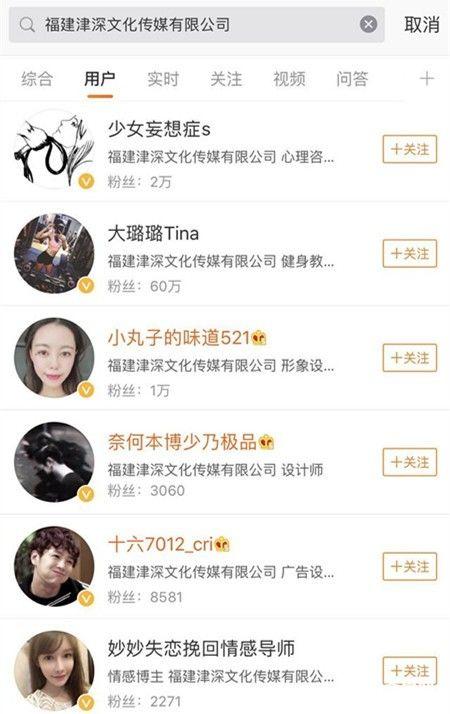 福建津深文化传媒有限公司 取消
综合 用户 实时 关注 视频 问答
少女妄想症s
福建津深文化传媒有限公司 心理咨...
粉丝：2万
十关注
大璐璐Tina
福建津深文化传媒有限公司 健身教...
粉丝：60万
十关注
小丸子的味道521
福建津深文化传媒有限公司 形象设...
粉丝：1万
十关注
奈何本博少乃极品
福建津深文化传媒有限公司 设计师
粉丝：3060
十关注
十六7012_cri
福建津深文化传媒有限公司 广告设...
粉丝：8581
十关注
妙妙失恋挽回情感导师
情感博主 福建津深文化传媒有限公...
粉丝：2271
十关注